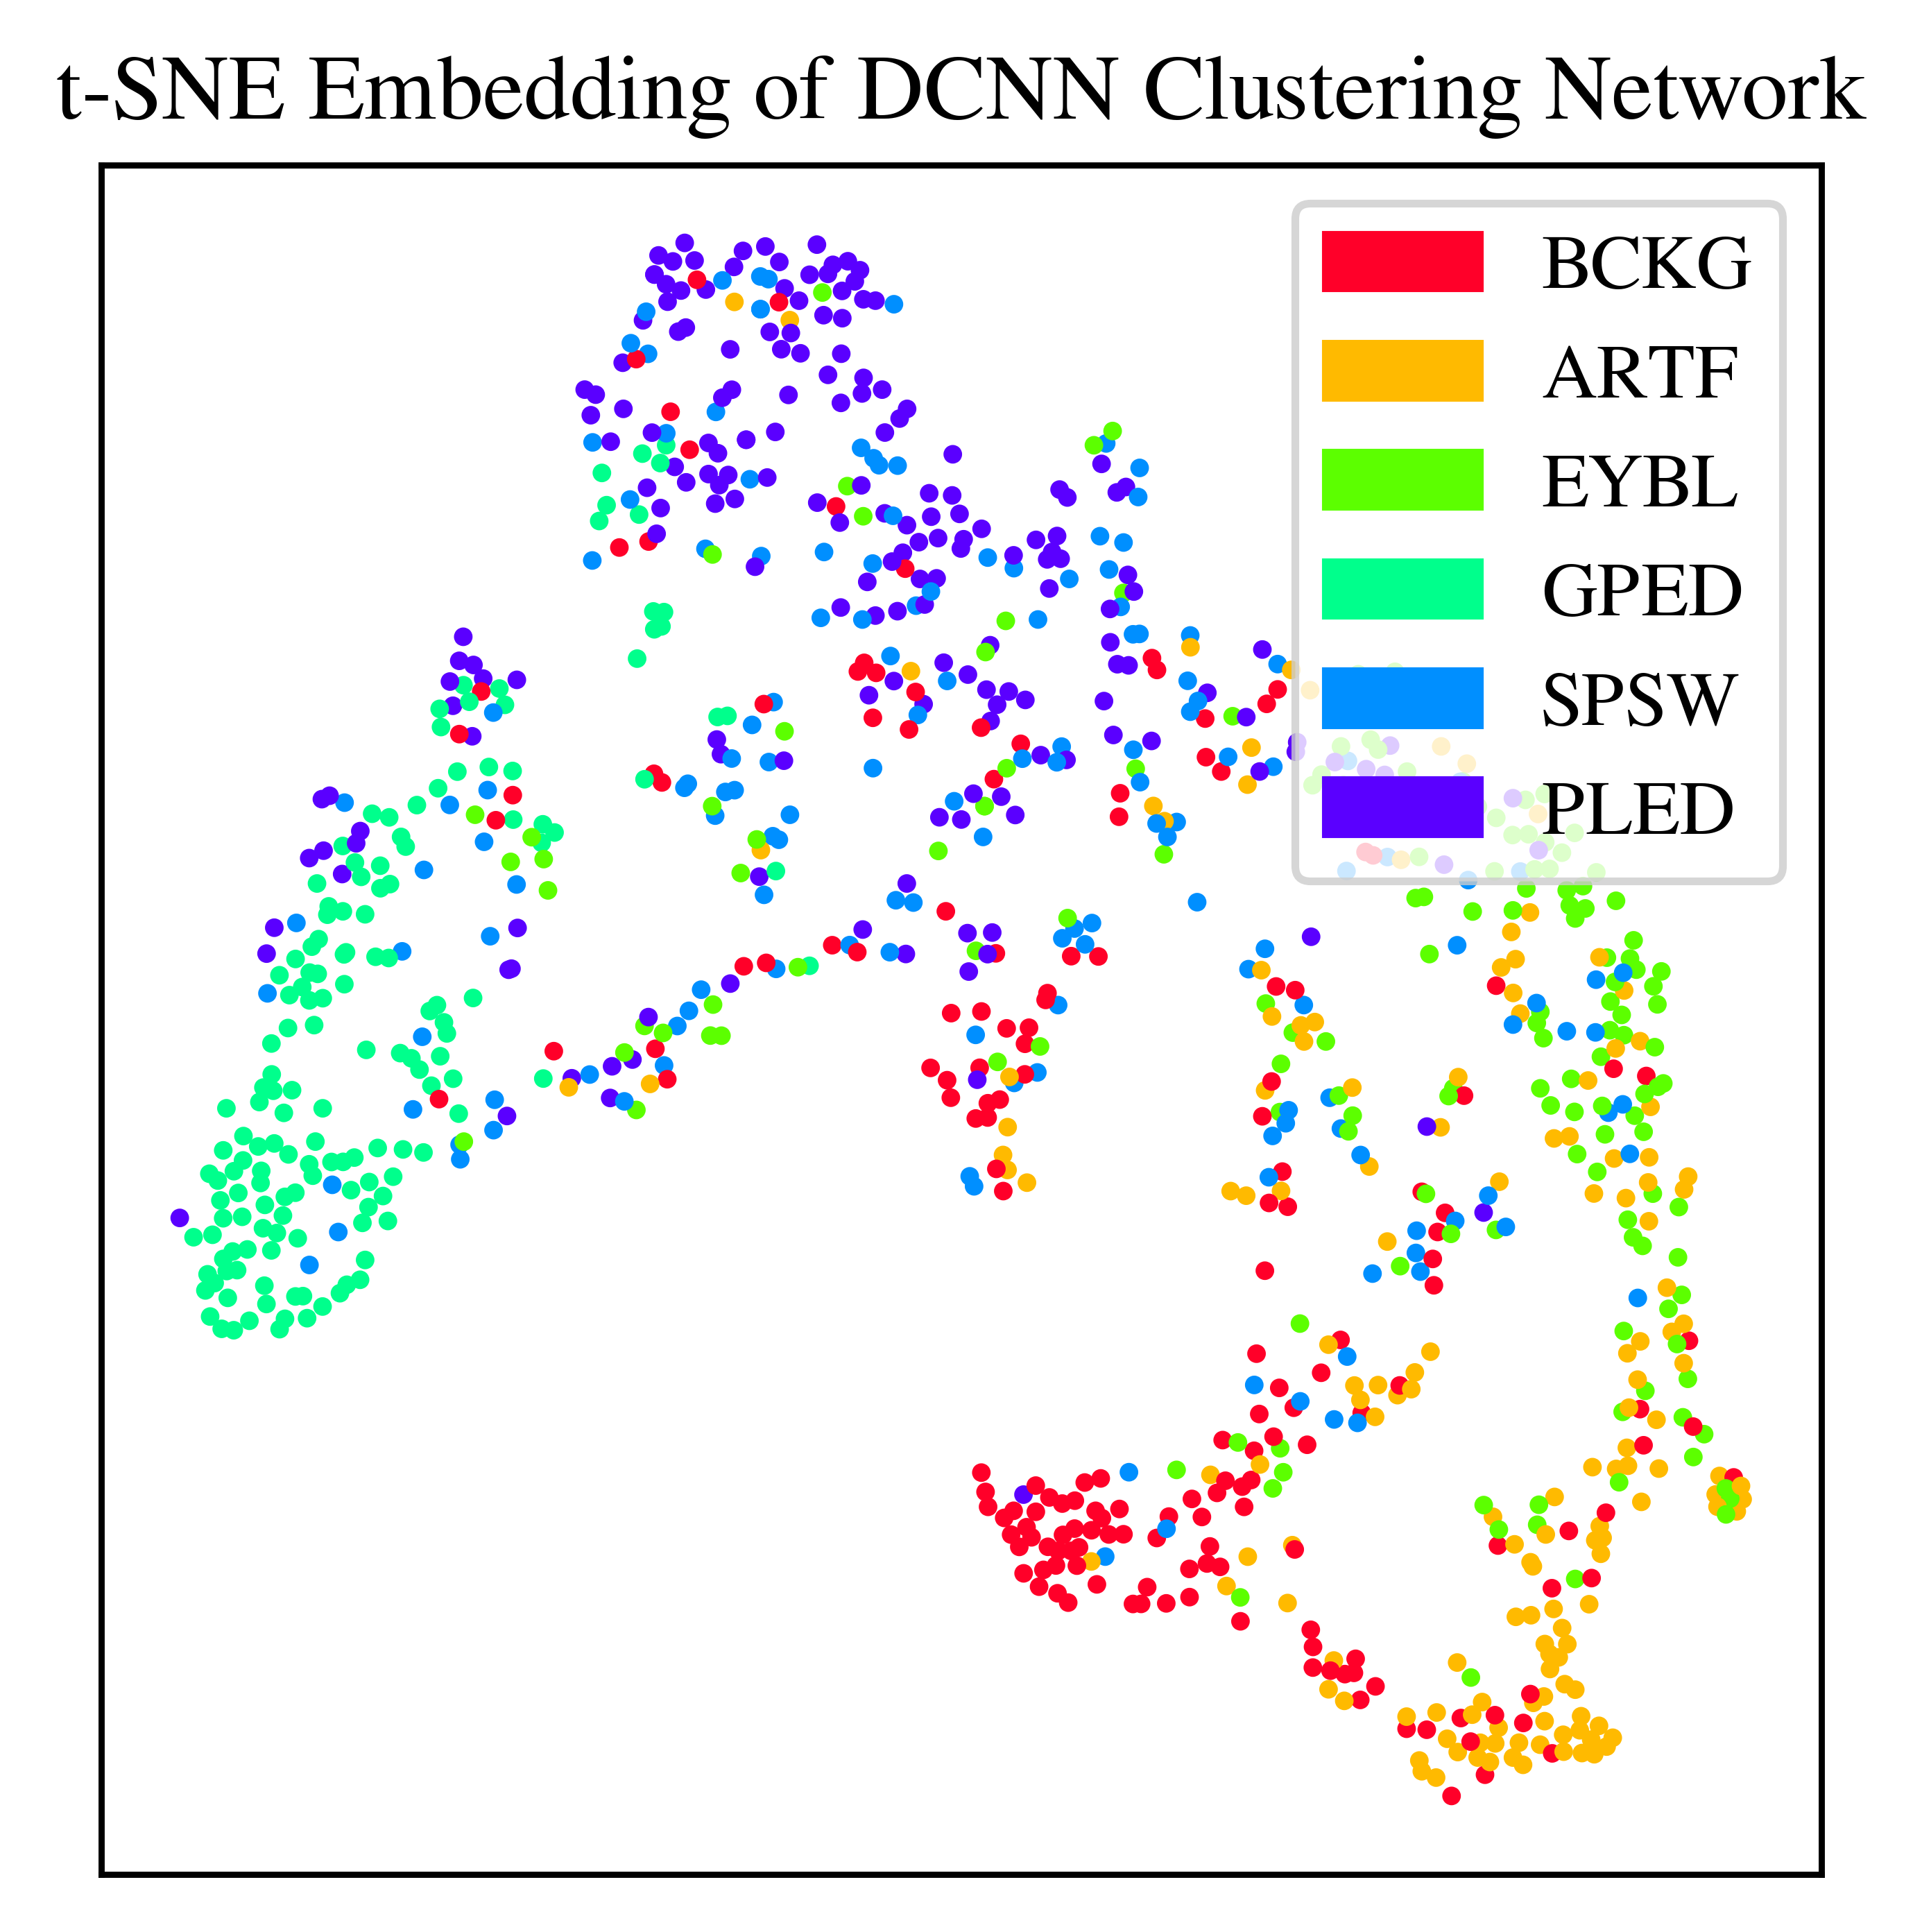 t-SNE Embedding of DCNN Clustering Network
BCKG
ARTF
EYBL
GPED
SPSW
PLED